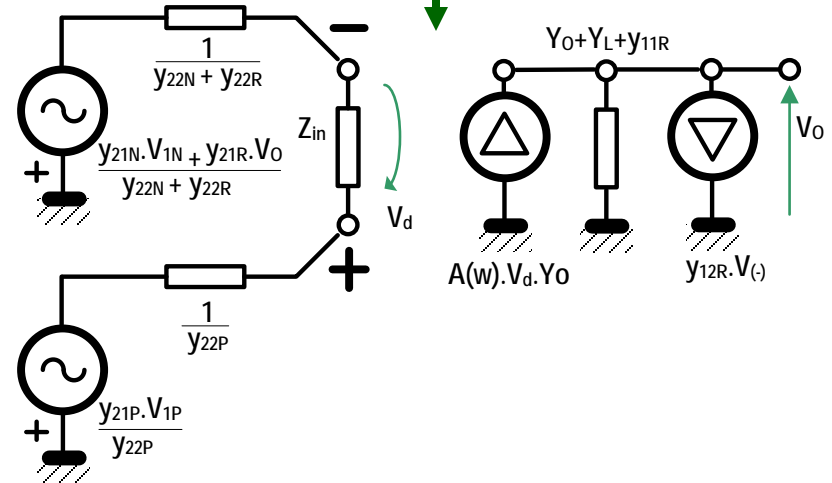 −
1
y22N + y22R
Zin
y21N.V1N + y21R.VO
y22N + y22R
+
Vd
+
1
y22P
y21P.V1P
y22P
+
YO+YL+y11R
VO
A(w).Vd.Yo
y12R.V(-)